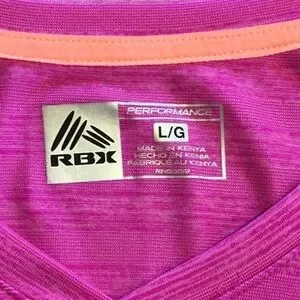 RBX
PERFORMANCE
L/G
MADE IN KENYA
HECHO EN KENIA
FABRIQUÉ AU KENYA